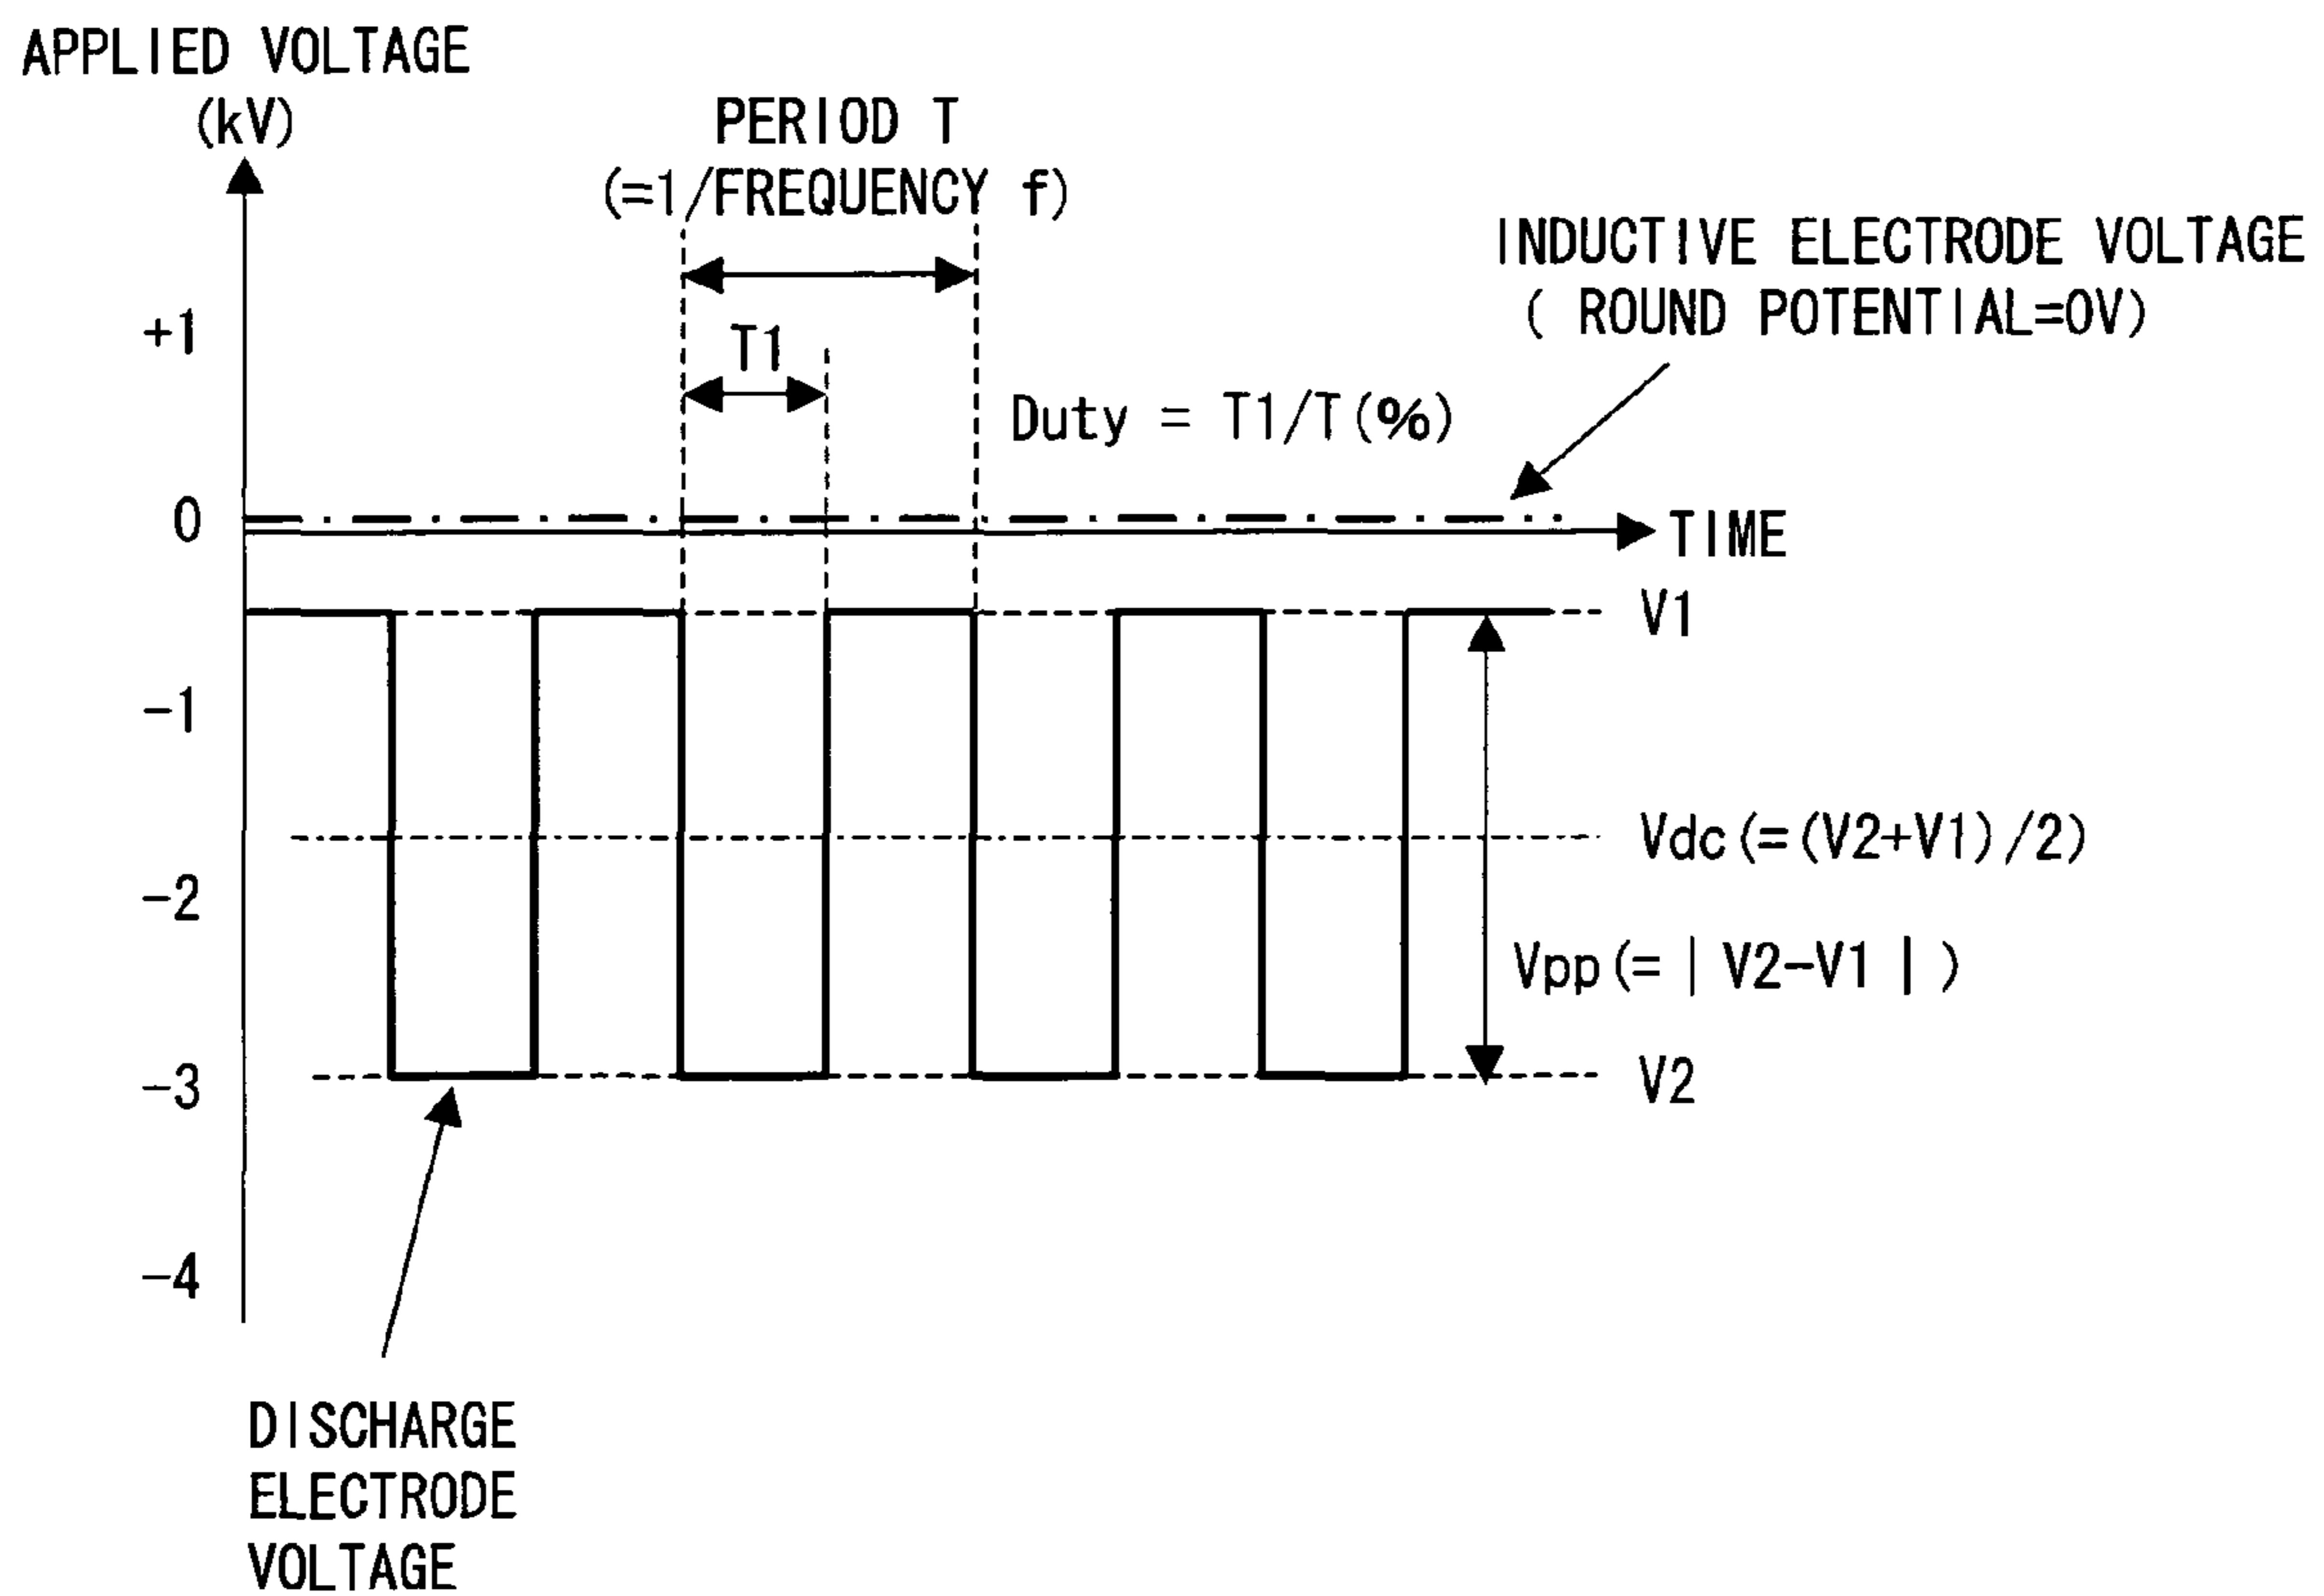 APPLIED VOLTAGE
(kV)
PERIOD T
(=1/FREQUENCY f)
INDUCTIVE ELECTRODE VOLTAGE
( ROUND POTENTIAL=0V)
+1
T1
Duty = T1/T(%)
0
TIME
V1
-1
Vdc(=(V2+V1)/2)
-2
Vpp(=|V2-V1|)
-3
V2
-4
DISCHARGE
ELECTRODE
VOLTAGE